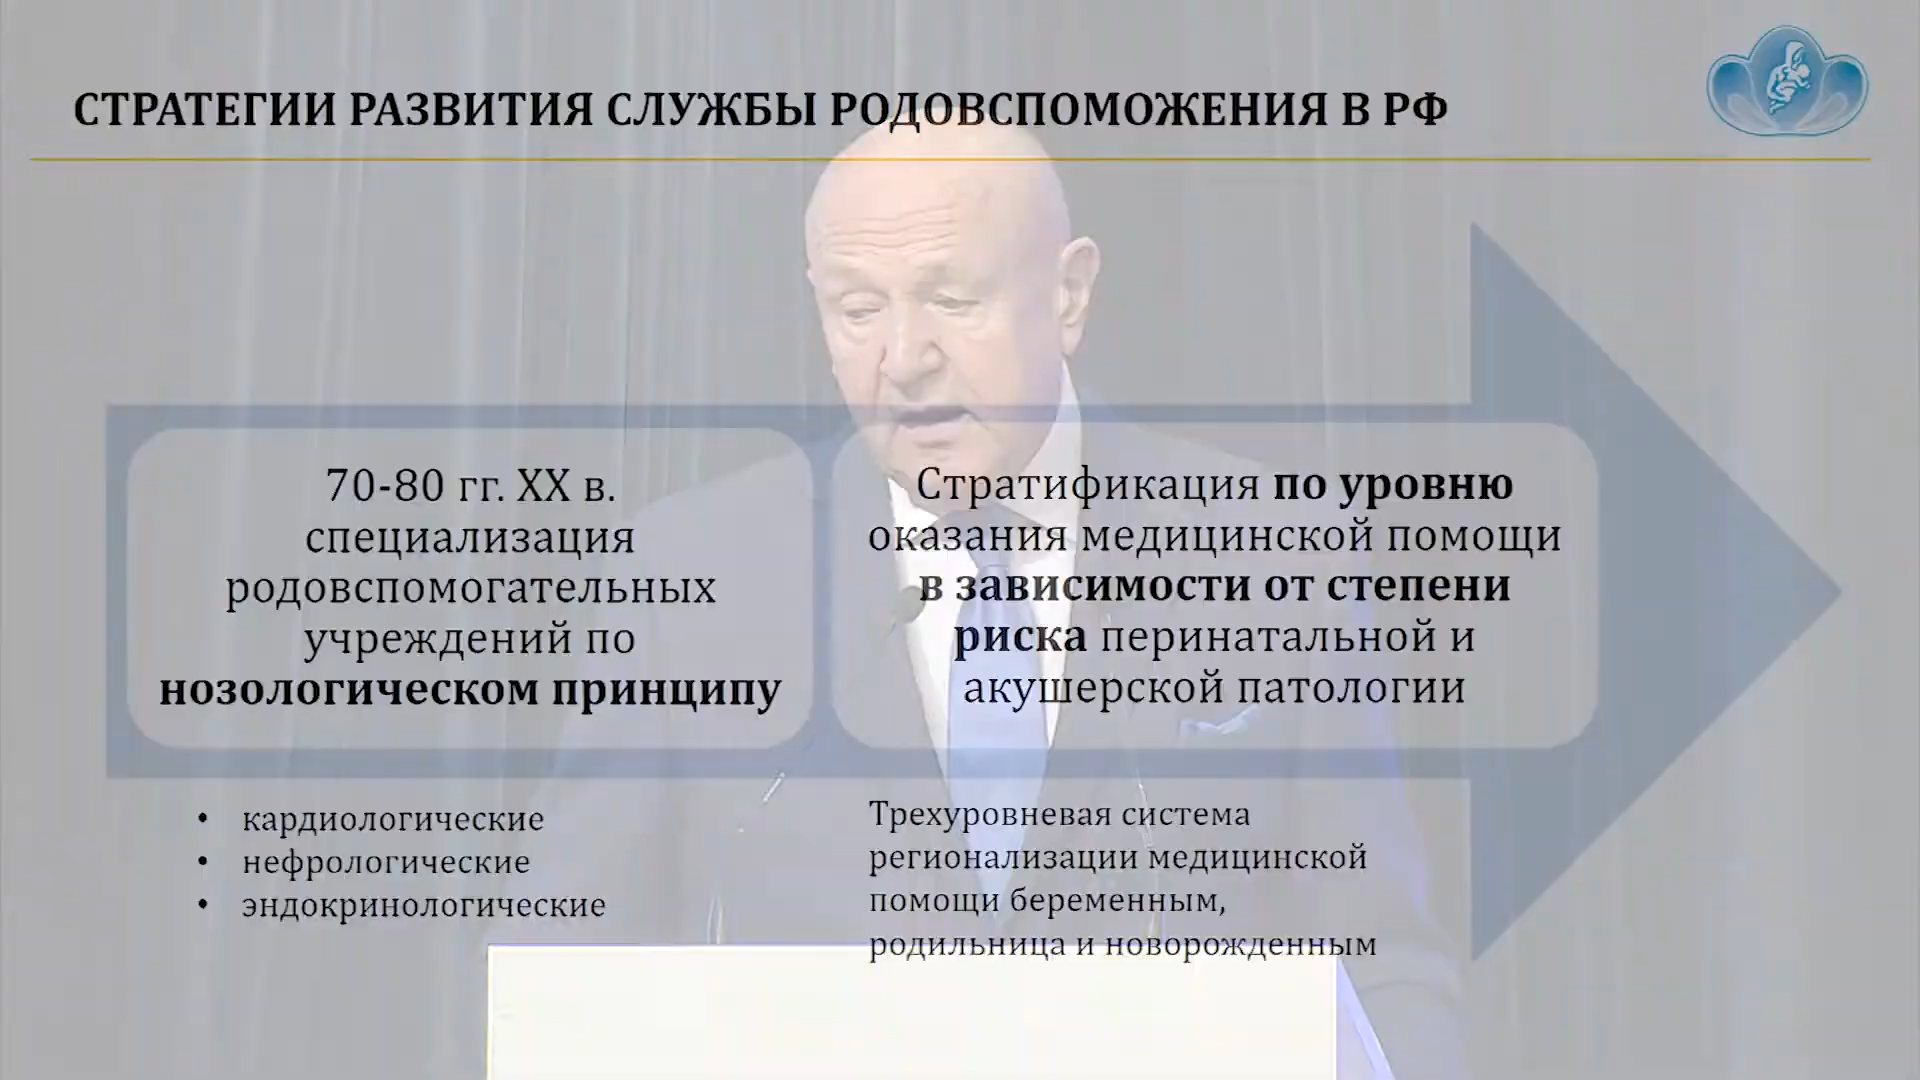 СТРАТЕГИИ РАЗВИТИЯ СЛУЖБЫ РОДОВСПОМОЖЕНИЯ В РФ
70-80 гг. XX в.
специализация
родовспомогательных
учреждений по
нозологическом принципу
• кардиологические
• нефрологические
• эндокринологические
Стратификация по уровню
оказания медицинской помощи
в зависимости от степени
риска перинатальной и
акушерской патологии
Трехуровневая система
регионализации медицинской
помощи беременным,
родильница и новорожденным